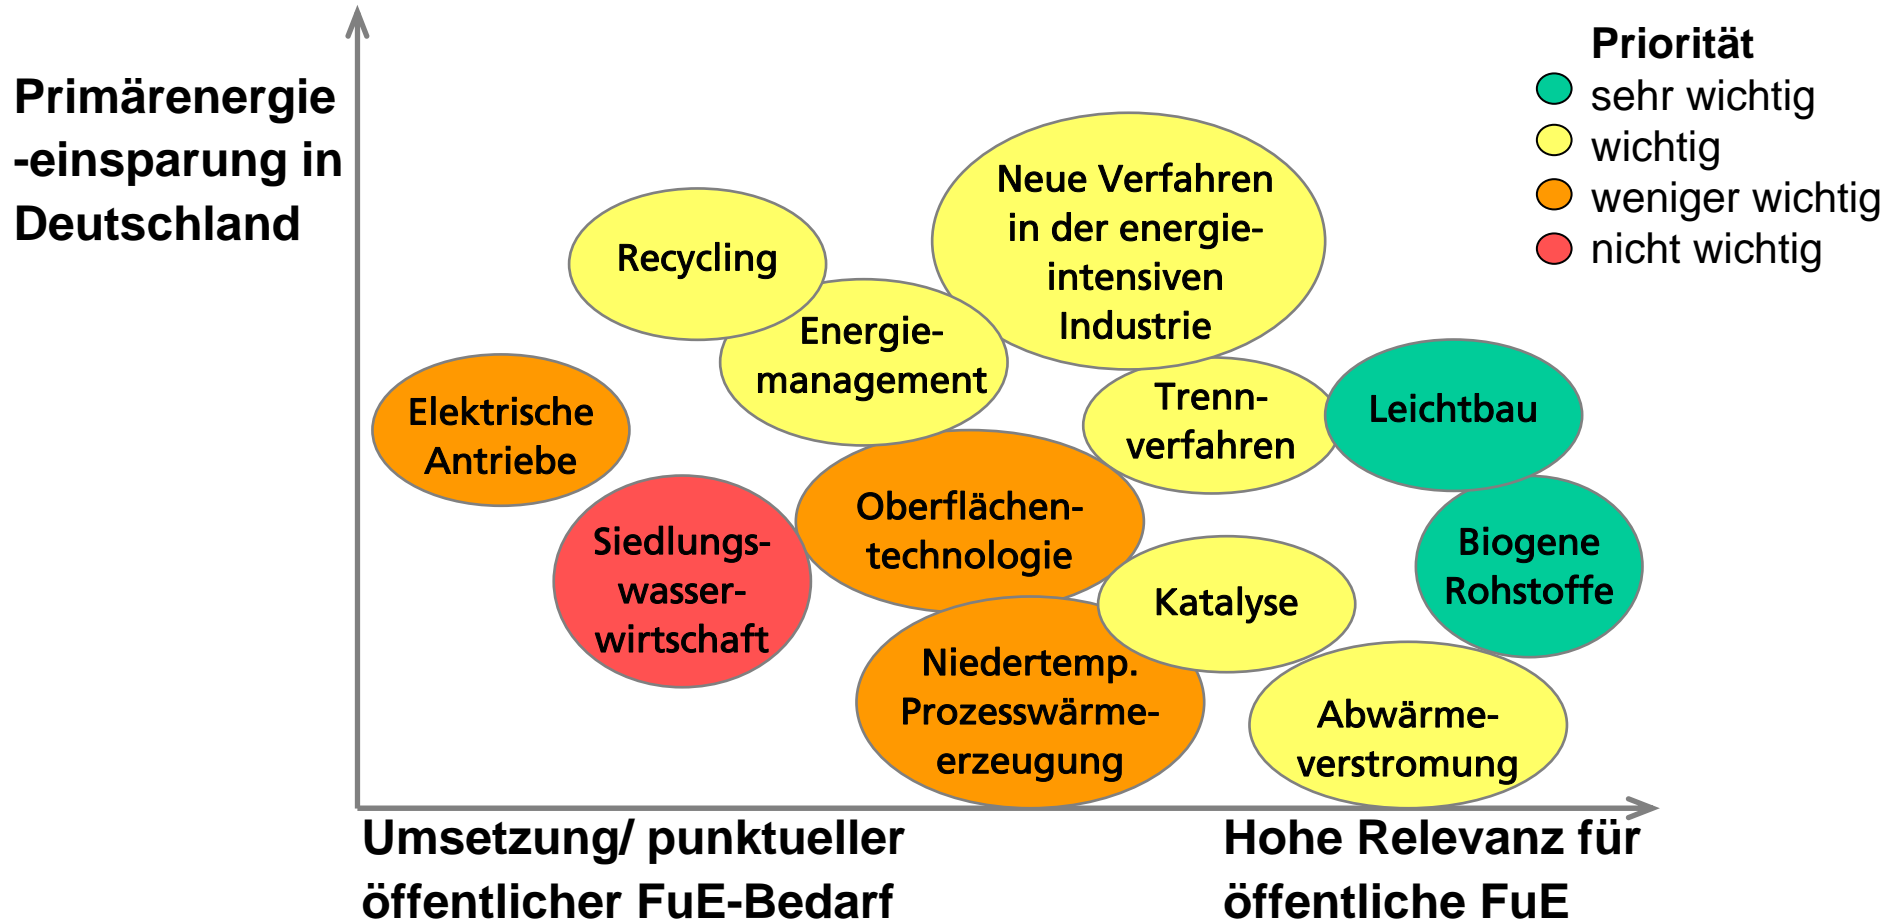 Primärenergie
-einsparung in
Deutschland
Priorität
sehr wichtig
wichtig
weniger wichtig
nicht wichtig
Neue Verfahren
in der energie-
intensiven
Industrie
Recycling
Energie-
management
Elektrische
Antriebe
Trenn-
verfahren
Leichtbau
Siedlungs-
wasser-
wirtschaft
Oberflächen-
technologie
Biogene
Rohstoffe
Katalyse
Niedertemp.
Prozesswärme-
erzeugung
Abwärme-
verstromung
Umsetzung/ punktueller
öffentlicher FuE-Bedarf
Hohe Relevanz für
öffentliche FuE